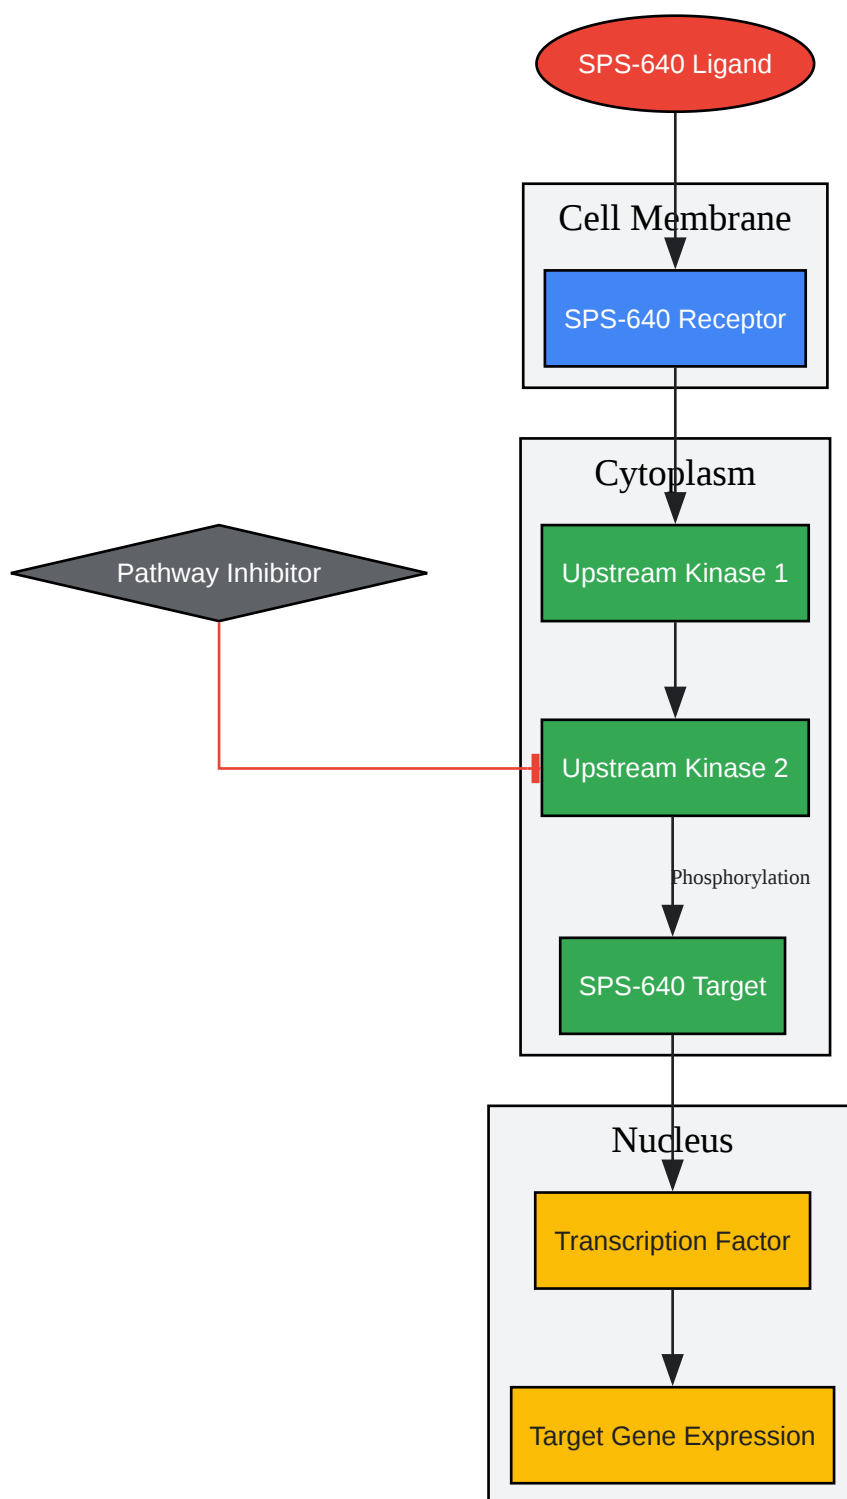 SPS-640 Ligand
Cell Membrane
SPS-640 Receptor
Cytoplasm
Pathway Inhibitor
Upstream Kinase 1
Upstream Kinase 2
Phosphorylation
SPS-640 Target
Nucleus
Transcription Factor
Target Gene Expression